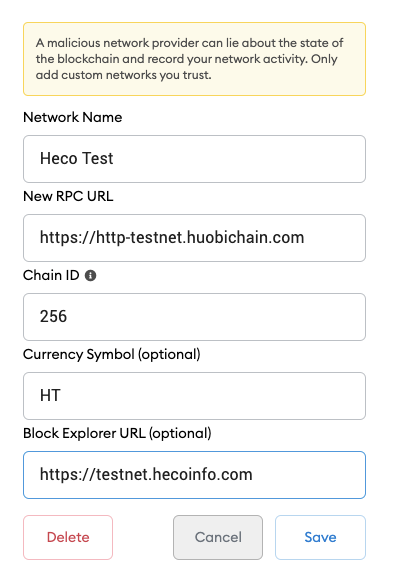 A malicious network provider can lie about the state of
the blockchain and record your network activity. Only
add custom networks you trust.
Network Name
Heco Test
New RPC URL
https://http-testnet.huobichain.com
Chain ID
256
Currency Symbol (optional)
HT
Block Explorer URL (optional)
https://testnet.hecoinfo.com
Delete
Cancel
Save